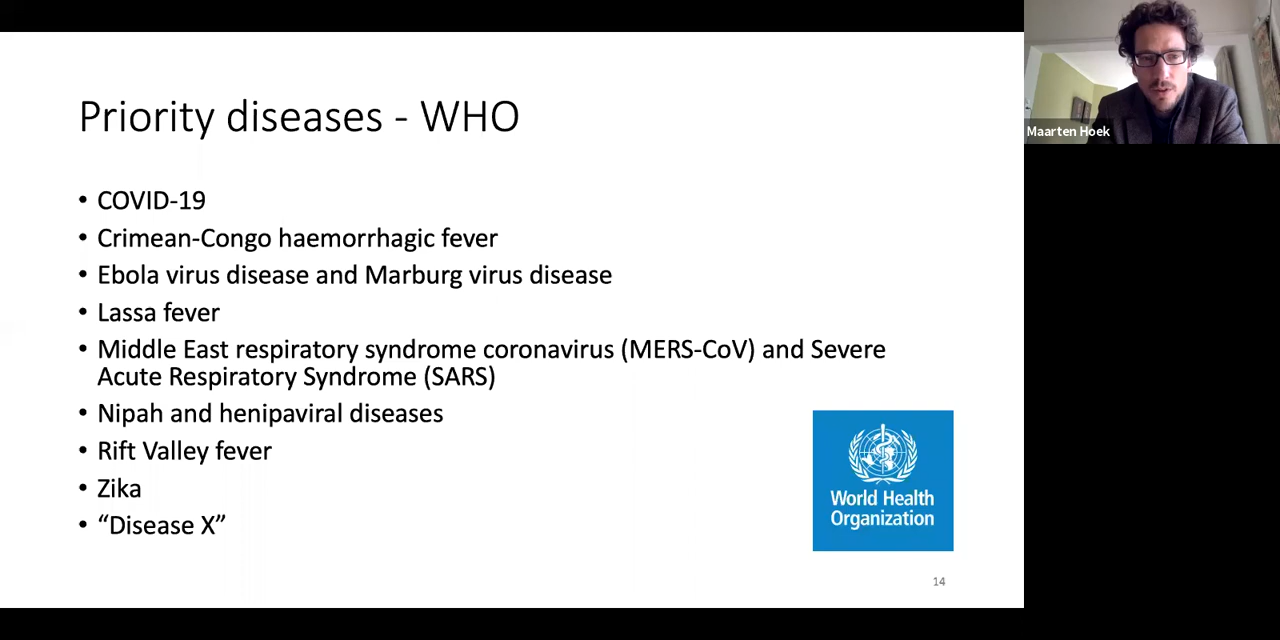 Priority diseases - WHO
• COVID-19
• Crimean-Congo haemorrhagic fever
• Ebola virus disease and Marburg virus disease
• Lassa fever
• Middle East respiratory syndrome coronavirus (MERS-CoV) and Severe
Acute Respiratory Syndrome (SARS)
• Nipah and henipaviral diseases
• Rift Valley fever
• Zika
• “Disease X”
World Health
Organization
14
Maarten Hoek